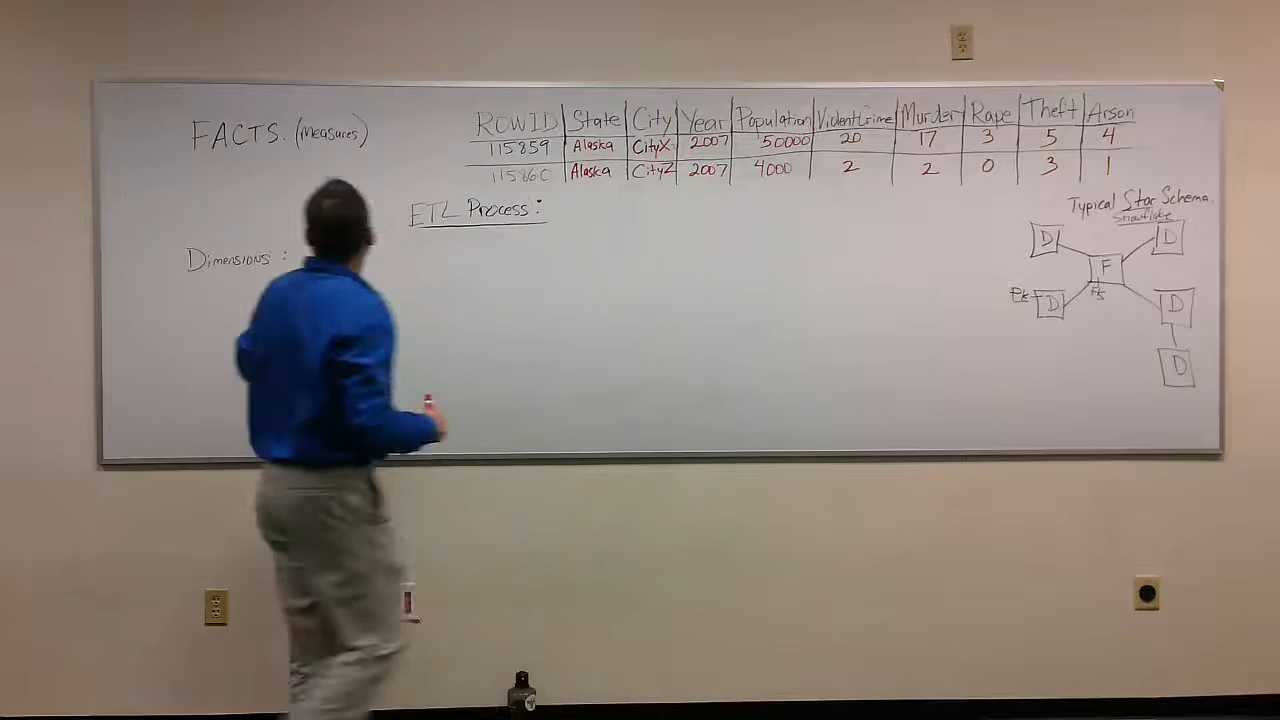 FACTS. (measures)
ROWID State City Year Population ViolentCrime Murder Rape Theft Arson
115859 Alaska CityX 2007 50000 20 17 3 5 4
115860 Alaska CityZ 2007 4000 2 2 0 3 1
ETL Process:
Dimensions :
Typical Star Schema.
Snowflake
D D
F
PK D FK D
D